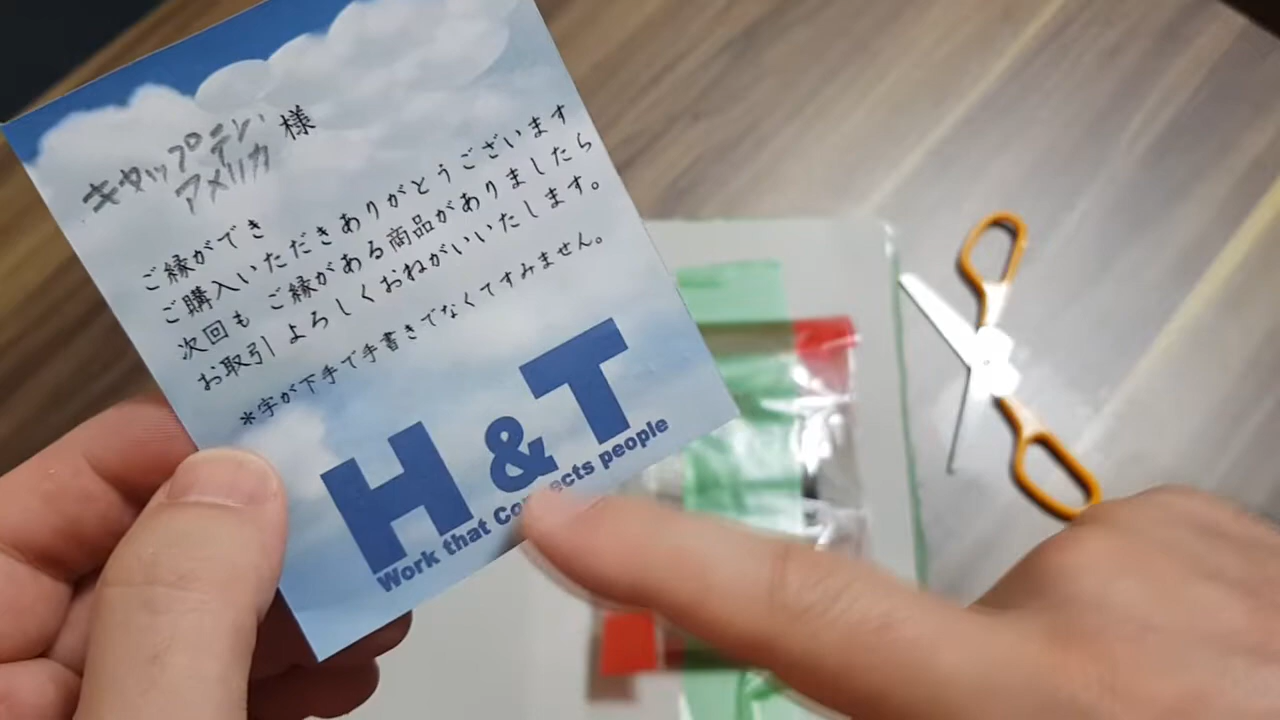 キャップテン
アメリカ 様
ご縁ができ
ご購入いただきありがとうございます
次回も ご縁がある商品がありましたら
お取引 よろしくおねがいいたします。
※字が下手で手書きでなくてすみません。
H&T
Work that Connects people